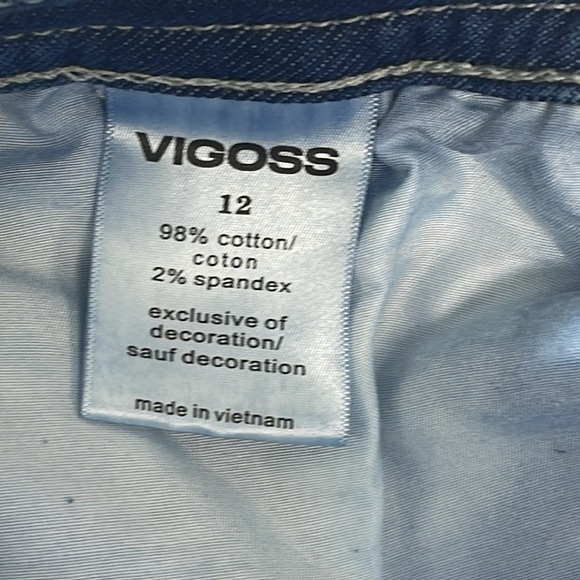 VIGOSS
12
98% cotton/
coton
2% spandex
exclusive of
decoration/
sauf decoration
made in vietnam